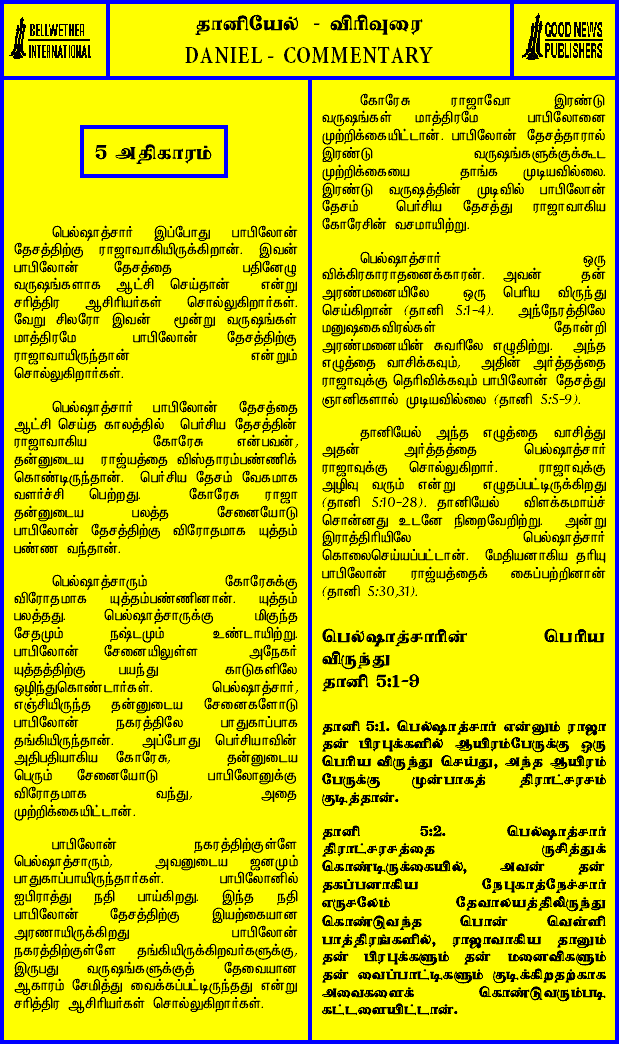 BELLWETHER
INTERNATIONAL
தானியேல் - விரிவுரை
DANIEL - COMMENTARY
GOOD NEWS
PUBLISHERS
5 அதிகாரம்
பெல்ஷாத்சார் இப்போது பாபிலோன்
தேசத்திற்கு ராஜாவாகியிருக்கிறான். இவன்
பாபிலோன் தேசத்தை பதினேழு
வருஷங்களாக ஆட்சி செய்தான் என்று
சரித்திர ஆசிரியர்கள் சொல்லுகிறார்கள்.
வேறு சிலரோ இவன் மூன்று வருஷங்கள்
மாத்திரமே பாபிலோன் தேசத்திற்கு
ராஜாவாயிருந்தான் என்றும்
சொல்லுகிறார்கள்.
பெல்ஷாத்சார் பாபிலோன் தேசத்தை
ஆட்சி செய்த காலத்தில் பெர்சிய தேசத்தின்
ராஜாவாகிய கோரேசு என்பவன்,
தன்னுடைய ராஜ்யத்தை விஸ்தாரம்பண்ணிக்
கொண்டிருந்தான். பெர்சிய தேசம் வேகமாக
வளர்ச்சி பெற்றது. கோரேசு ராஜா
தன்னுடைய பலத்த சேனையோடு
பாபிலோன் தேசத்திற்கு விரோதமாக யுத்தம்
பண்ண வந்தான்.
பெல்ஷாத்சாரும் கோரேசுக்கு
விரோதமாக யுத்தம்பண்ணினான். யுத்தம்
பலத்தது. பெல்ஷாத்சாருக்கு மிகுந்த
சேதமும் நஷ்டமும் உண்டாயிற்று.
பாபிலோன் சேனையிலுள்ள அநேகர்
யுத்தத்திற்கு பயந்து காடுகளிலே
ஒழிந்துகொண்டார்கள். பெல்ஷாத்சார்,
எஞ்சியிருந்த தன்னுடைய சேனைகளோடு
பாபிலோன் நகரத்திலே பாதுகாப்பாக
தங்கியிருந்தான். அப்போது பெர்சியாவின்
அதிபதியாகிய கோரேசு, தன்னுடைய
பெரும் சேனையோடு பாபிலோனுக்கு
விரோதமாக வந்து, அதை
முற்றிக்கையிட்டான்.
பாபிலோன் நகரத்திற்குள்ளே
பெல்ஷாத்சாரும், அவனுடைய ஜனமும்
பாதுகாப்பாயிருந்தார்கள். பாபிலோனில்
ஐபிராத்து நதி பாய்கிறது. இந்த நதி
பாபிலோன் தேசத்திற்கு இயற்கையான
அரணாயிருக்கிறது பாபிலோன்
நகரத்திற்குள்ளே தங்கியிருக்கிறவர்களுக்கு,
இருபது வருஷங்களுக்குத் தேவையான
ஆகாரம் சேமித்து வைக்கப்பட்டிருந்தது என்று
சரித்திர ஆசிரியர்கள் சொல்லுகிறார்கள்.
கோரேசு ராஜாவோ இரண்டு
வருஷங்கள் மாத்திரமே பாபிலோனை
முற்றிக்கையிட்டான். பாபிலோன் தேசத்தாரால்
இரண்டு வருஷங்களுக்குக்கூட
முற்றிக்கையை தாங்க முடியவில்லை.
இரண்டு வருஷத்தின் முடிவில் பாபிலோன்
தேசம் பெர்சிய தேசத்து ராஜாவாகிய
கோரேசின் வசமாயிற்று.
பெல்ஷாத்சார் ஒரு
விக்கிரகாராதனைக்காரன். அவன் தன்
அரண்மனையிலே ஒரு பெரிய விருந்து
செய்கிறான் (தானி 5:1-4). அந்நேரத்திலே
மனுஷகைவிரல்கள் தோன்றி
அரண்மனையின் சுவரிலே எழுதிற்று. அந்த
எழுத்தை வாசிக்கவும், அதின் அர்த்தத்தை
ராஜாவுக்கு தெரிவிக்கவும் பாபிலோன் தேசத்து
ஞானிகளால் முடியவில்லை (தானி 5:5-9).
தானியேல் அந்த எழுத்தை வாசித்து
அதன் அர்த்தத்தை பெல்ஷாத்சார்
ராஜாவுக்கு சொல்லுகிறார். ராஜாவுக்கு
அழிவு வரும் என்று எழுதப்பட்டிருக்கிறது
(தானி 5:10-28). தானியேல் விளக்கமாய்ச்
சொன்னது உடனே நிறைவேறிற்று. அன்று
இராத்திரியிலே பெல்ஷாத்சார்
கொலைசெய்யப்பட்டான். மேதியனாகிய தரியு
பாபிலோன் ராஜ்யத்தைக் கைப்பற்றினான்
(தானி 5:30,31).
பெல்ஷாத்சாரின் பெரிய
விருந்து
தானி 5:1-9
தானி 5:1. பெல்ஷாத்சார் என்னும் ராஜா
தன் பிரபுக்களில் ஆயிரம்பேருக்கு ஒரு
பெரிய விருந்து செய்து, அந்த ஆயிரம்
பேருக்கு முன்பாகத் திராட்சரசம்
குடித்தான்.
தானி 5:2. பெல்ஷாத்சார்
திராட்சரசத்தை ருசித்துக்
கொண்டிருக்கையில், அவன் தன்
தகப்பனாகிய நேபுகாத்நேச்சார்
எருசலேம் தேவாலயத்திலிருந்து
கொண்டுவந்த பொன் வெள்ளி
பாத்திரங்களில், ராஜாவாகிய தானும்
தன் பிரபுக்களும் தன் மனைவிகளும்
தன் வைப்பாட்டிகளும் குடிக்கிறதற்காக
அவைகளைக் கொண்டுவரும்படி
கட்டளையிட்டான்.